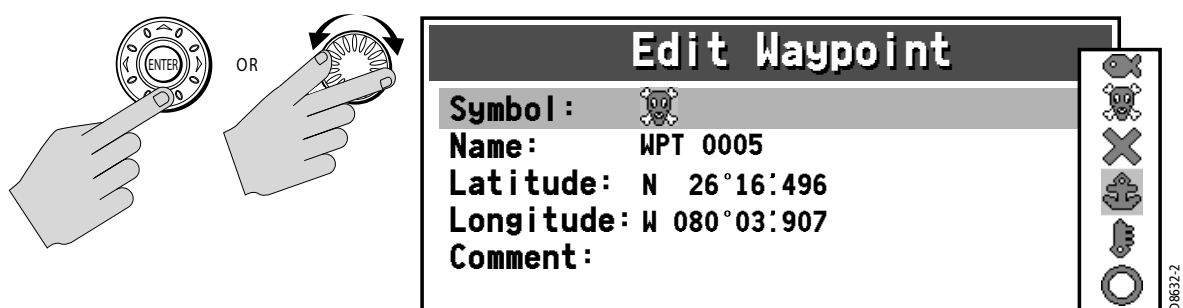 ENTER
OR
Edit Waypoint
Symbol:
Name: WPT 0005
Latitude: N 26°16.'496
Longitude: W 080°03.'907
Comment:
D8632-2